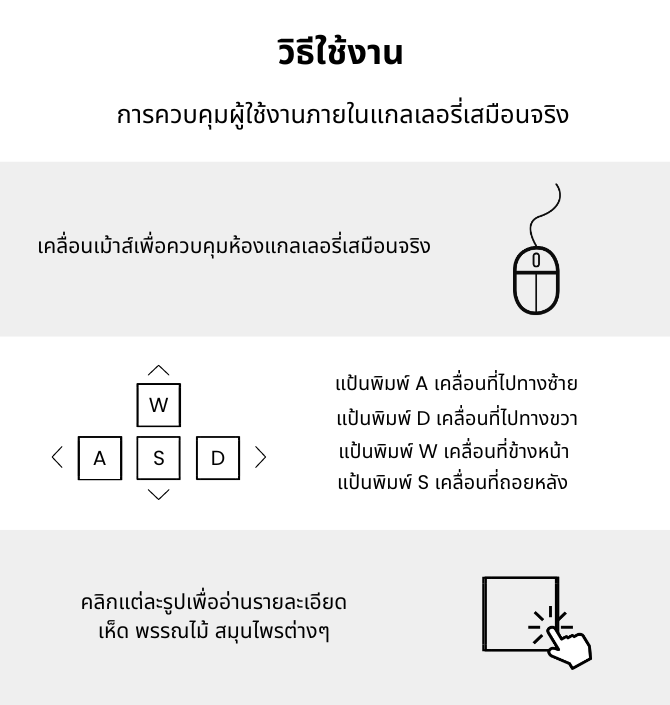 วิธีใช้งาน
การควบคุมผู้ใช้งานภายในแกลเลอรี่เสมือนจริง
เคลื่อนเม้าส์เพื่อควบคุมห้องแกลเลอรี่เสมือนจริง
W
A S D
แป้นพิมพ์ A เคลื่อนที่ไปทางซ้าย
แป้นพิมพ์ D เคลื่อนที่ไปทางขวา
แป้นพิมพ์ W เคลื่อนที่ข้างหน้า
แป้นพิมพ์ S เคลื่อนที่ถอยหลัง
คลิกแต่ละรูปเพื่ออ่านรายละเอียด
เห็ด พรรณไม้ สมุนไพรต่างๆ